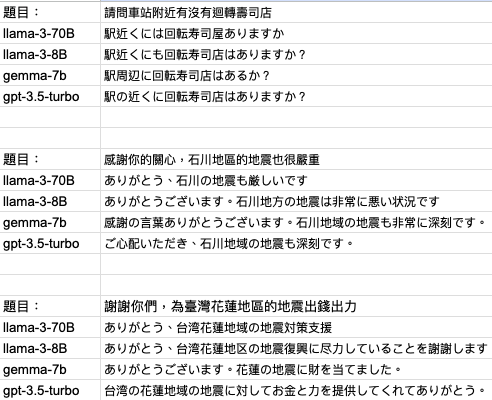 題目： 請問車站附近有沒有迴轉壽司店
llama-3-70B 駅近くには回転寿司屋ありますか
llama-3-8B 駅近くにも回転寿司店はありますか？
gemma-7b 駅周辺に回転寿司店はあるか？
gpt-3.5-turbo 駅の近くに回転寿司店はありますか？
題目： 感謝你的關心，石川地區的地震也很嚴重
llama-3-70B ありがとう、石川の地震も厳しいです
llama-3-8B ありがとうございます。石川地方の地震は非常に悪い状況です
gemma-7b 感謝の言葉ありがとうございます。石川地域の地震も非常に深刻です。
gpt-3.5-turbo ご心配いただき、石川地域の地震も深刻です。
題目： 謝謝你們，為臺灣花蓮地區的地震出錢出力
llama-3-70B ありがとう、台湾花蓮地域の地震対策支援
llama-3-8B ありがとう、台湾花蓮地区の地震復興に尽力していることを謝謝します
gemma-7b ありがとうございます。花蓮の地震に財を当てました。
gpt-3.5-turbo 台湾の花蓮地域の地震に対してお金と力を提供してくれてありがとう。